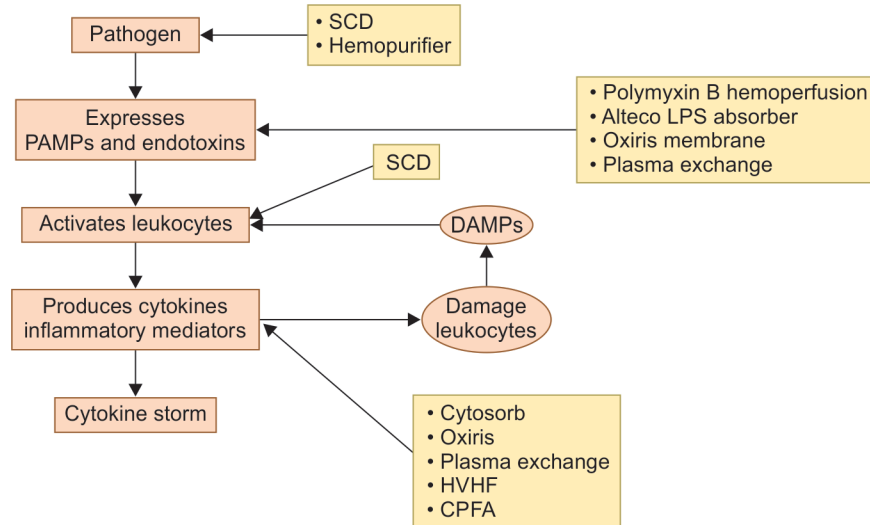 Pathogen
• SCD
• Hemopurifier
Expresses
PAMPs and endotoxins
• Polymyxin B hemoperfusion
• Alteco LPS absorber
• Oxiris membrane
• Plasma exchange
SCD
Activates leukocytes
DAMPs
Produces cytokines
inflammatory mediators
Damage
leukocytes
Cytokine storm
• Cytosorb
• Oxiris
• Plasma exchange
• HVHF
• CPFA